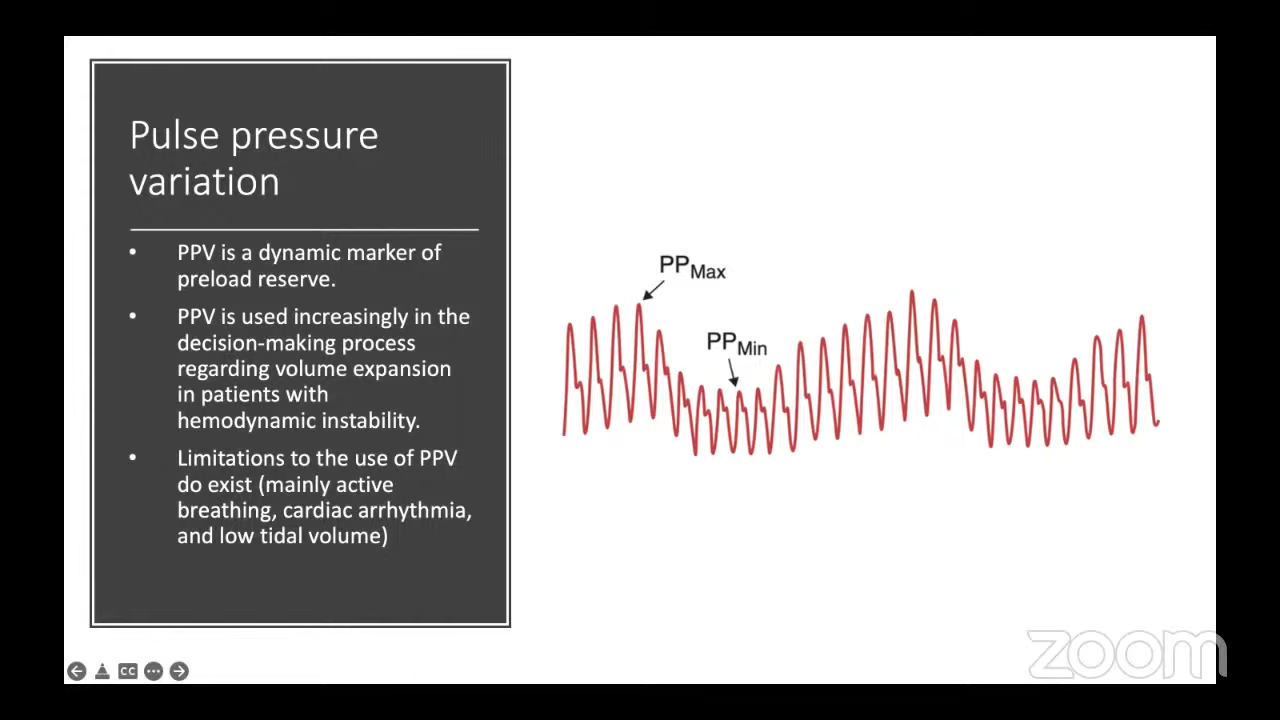 Pulse pressure
variation
• PPV is a dynamic marker of
preload reserve.
• PPV is used increasingly in the
decision-making process
regarding volume expansion
in patients with
hemodynamic instability.
• Limitations to the use of PPV
do exist (mainly active
breathing, cardiac arrhythmia,
and low tidal volume)
PPMax
PPMin
CC
zoom